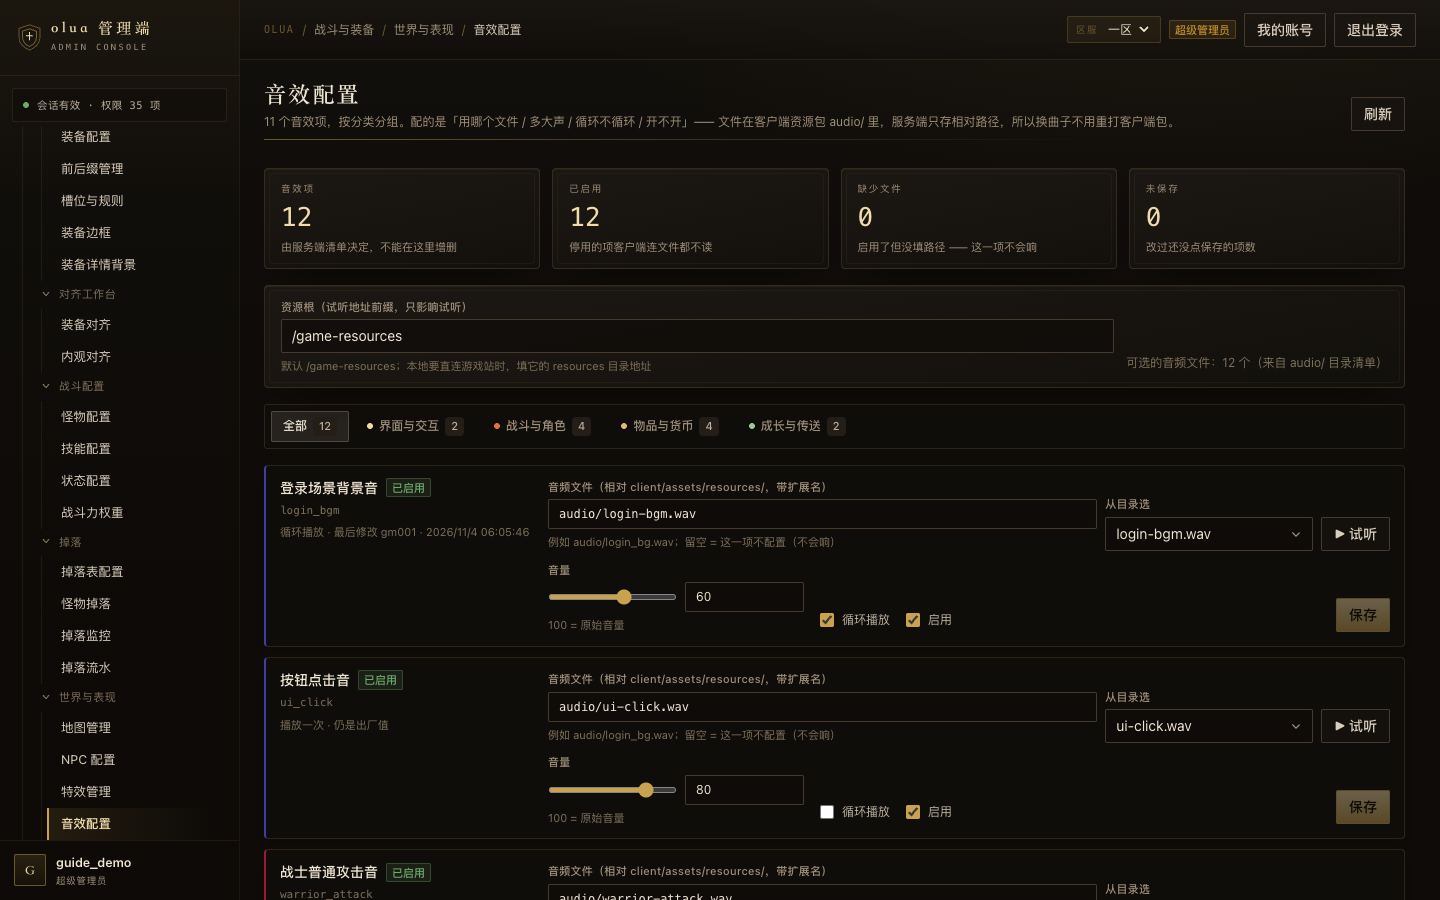 olua 管理端
ADMIN CONSOLE
会话有效 · 权限 35 项
装备配置
前后缀管理
槽位与规则
装备边框
装备详情背景
对齐工作台
装备对齐
内观对齐
战斗配置
怪物配置
技能配置
状态配置
战斗力权重
掉落
掉落表配置
怪物掉落
掉落监控
掉落流水
世界与表现
地图管理
NPC 配置
特效管理
音效配置
G
guide_demo
超级管理员
OLUA / 战斗与装备 / 世界与表现 / 音效配置
区服 一区
超级管理员
我的账号
退出登录
音效配置
11 个音效项，按分类分组。配的是「用哪个文件 / 多大声 / 循环不循环 / 开不开」—— 文件在客户端资源包 audio/ 里，服务端只存相对路径，所以换曲子不用重打客户端包。
刷新
音效项
12
由服务端清单决定，不能在这里增删
已启用
12
停用的项客户端连文件都不读
缺少文件
0
启用了但没填路径 —— 这一项不会响
未保存
0
改过还没点保存的项数
资源根（试听地址前缀，只影响试听）
/game-resources
默认 /game-resources；本地要直连游戏站时，填它的 resources 目录地址
可选的音频文件：12 个（来自 audio/ 目录清单）
全部 12
界面与交互 2
战斗与角色 4
物品与货币 4
成长与传送 2
登录场景背景音 已启用
login_bgm
循环播放 · 最后修改 gm001 · 2026/11/4 06:05:46
音频文件（相对 client/assets/resources/，带扩展名）
audio/login-bgm.wav
例如 audio/login_bg.wav；留空 = 这一项不配置（不会响）
从目录选
login-bgm.wav
▶ 试听
音量
60
100 = 原始音量
循环播放
启用
保存
按钮点击音 已启用
ui_click
播放一次 · 仍是出厂值
音频文件（相对 client/assets/resources/，带扩展名）
audio/ui-click.wav
例如 audio/login_bg.wav；留空 = 这一项不配置（不会响）
从目录选
ui-click.wav
▶ 试听
音量
80
100 = 原始音量
循环播放
启用
保存
战士普通攻击音 已启用
warrior_attack
音频文件（相对 client/assets/resources/，带扩展名）
audio/warrior-attack.wav
从目录选